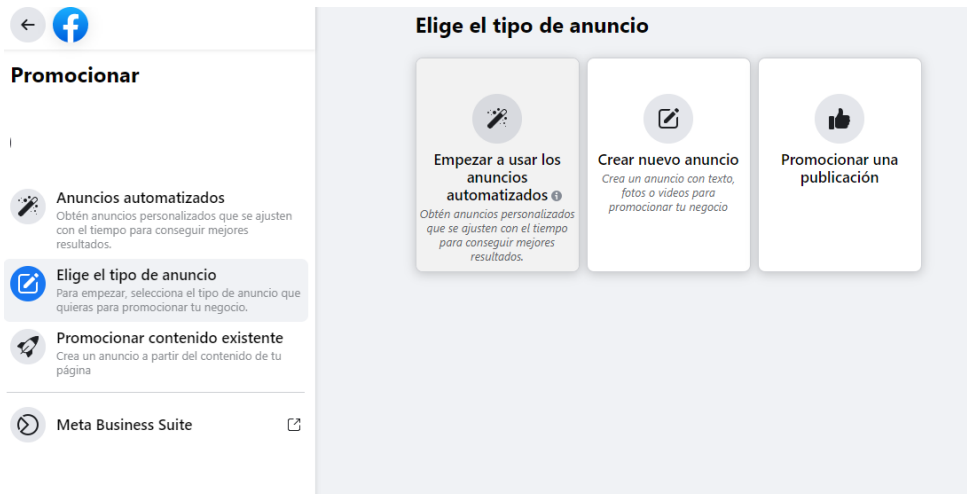 Promocionar
Anuncios automatizados
Obtén anuncios personalizados que se ajusten
con el tiempo para conseguir mejores
resultados.
Elige el tipo de anuncio
Para empezar, selecciona el tipo de anuncio que
quieras para promocionar tu negocio.
Promocionar contenido existente
Crea un anuncio a partir del contenido de tu
página
Meta Business Suite
Elige el tipo de anuncio
Empezar a usar los
anuncios
automatizados
Obtén anuncios personalizados
que se ajusten con el tiempo
para conseguir mejores
resultados.
Crear nuevo anuncio
Crea un anuncio con texto,
fotos o videos para
promocionar tu negocio
Promocionar una
publicación